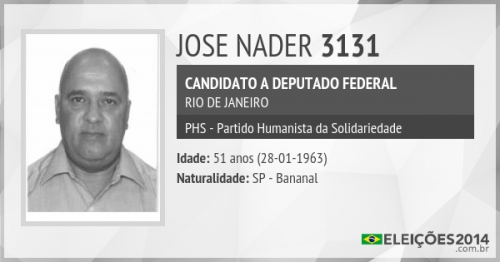 JOSE NADER 3131
CANDIDATO A DEPUTADO FEDERAL
RIO DE JANEIRO
PHS - Partido Humanista da Solidariedade
Idade: 51 anos (28-01-1963)
Naturalidade: SP - Bananal
ELEIÇÕES2014
.com.br